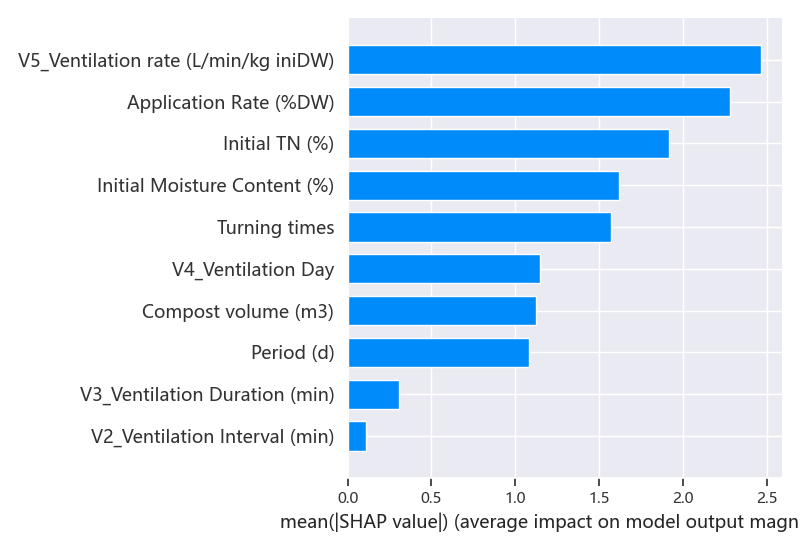 V5_Ventilation rate (L/min/kg iniDW)
Application Rate (%DW)
Initial TN (%)
Initial Moisture Content (%)
Turning times
V4_Ventilation Day
Compost volume (m3)
Period (d)
V3_Ventilation Duration (min)
V2_Ventilation Interval (min)
0.0 0.5 1.0 1.5 2.0 2.5
mean(|SHAP value|) (average impact on model output magn